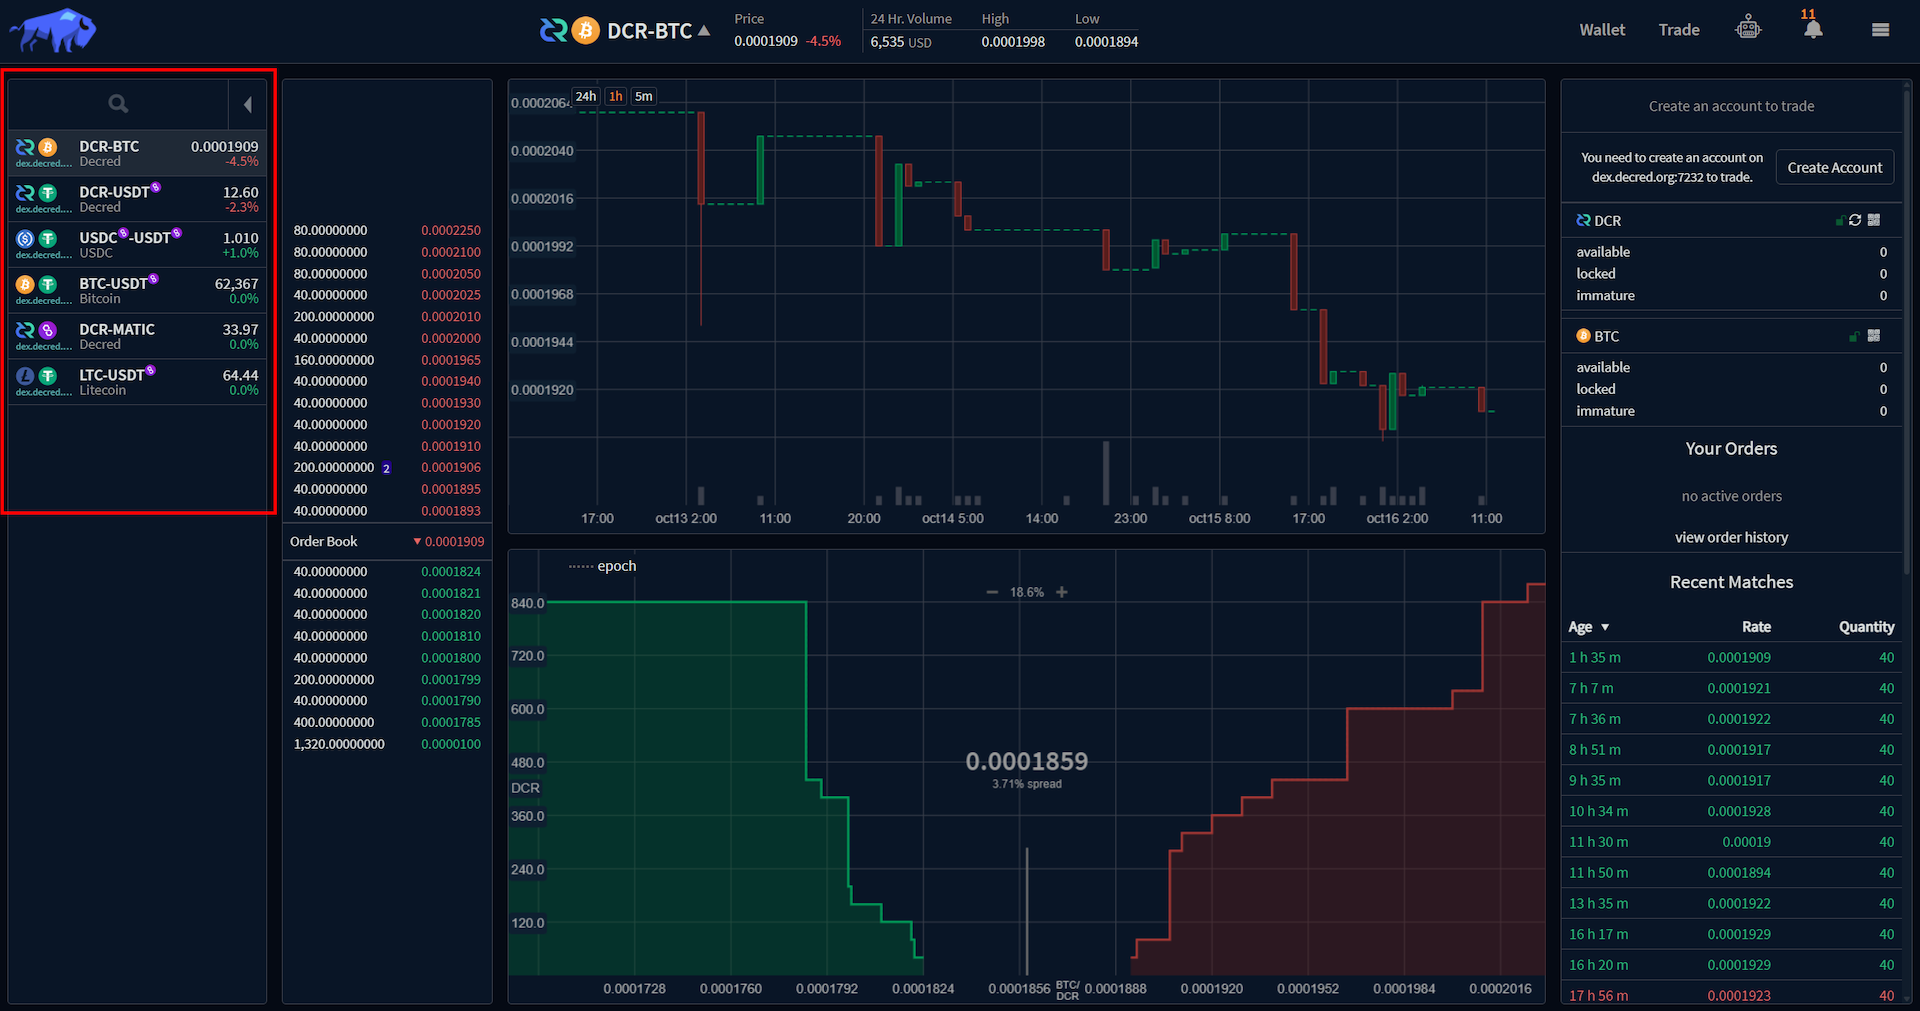 DCR-BTC
Price
0.0001909 -4.5%
24 Hr. Volume
6,535 USD
High
0.0001998
Low
0.0001894
Wallet
Trade
11
DCR-BTC 0.0001909
Decred -4.5%
dex.decred....
DCR-USDT 12.60
Decred -2.3%
dex.decred....
USDC-USDT 1.010
USDC +1.0%
dex.decred....
BTC-USDT 62,367
Bitcoin 0.0%
dex.decred....
DCR-MATIC 33.97
Decred 0.0%
dex.decred....
LTC-USDT 64.44
Litecoin 0.0%
dex.decred....
80.00000000 0.0002250
80.00000000 0.0002100
80.00000000 0.0002050
40.00000000 0.0002025
200.00000000 0.0002010
40.00000000 0.0002000
160.00000000 0.0001965
40.00000000 0.0001940
40.00000000 0.0001930
40.00000000 0.0001920
40.00000000 0.0001910
200.00000000 2 0.0001906
40.00000000 0.0001895
40.00000000 0.0001893
Order Book ▼ 0.0001909
40.00000000 0.0001824
40.00000000 0.0001821
40.00000000 0.0001820
40.00000000 0.0001810
40.00000000 0.0001800
200.00000000 0.0001799
40.00000000 0.0001790
400.00000000 0.0001785
1,320.00000000 0.0000100
24h 1h 5m
0.0002064
0.0002040
0.0002016
0.0001992
0.0001968
0.0001944
0.0001920
17:00 oct13 2:00 11:00 20:00 oct14 5:00 14:00 23:00 oct15 8:00 17:00 oct16 2:00 11:00
epoch
− 18.6% +
840.0
720.0
600.0
480.0
DCR
360.0
240.0
120.0
0.0001859
3.71% spread
0.0001728 0.0001760 0.0001792 0.0001824 0.0001856 BTC/DCR 0.0001888 0.0001920 0.0001952 0.0001984 0.0002016
Create an account to trade
You need to create an account on
dex.decred.org:7232 to trade.
Create Account
DCR
available 0
locked 0
immature 0
BTC
available 0
locked 0
immature 0
Your Orders
no active orders
view order history
Recent Matches
Age ▼ Rate Quantity
1 h 35 m 0.0001909 40
7 h 7 m 0.0001921 40
7 h 36 m 0.0001922 40
8 h 51 m 0.0001917 40
9 h 35 m 0.0001917 40
10 h 34 m 0.0001928 40
11 h 30 m 0.00019 40
11 h 50 m 0.0001894 40
13 h 35 m 0.0001922 40
16 h 17 m 0.0001929 40
16 h 20 m 0.0001929 40
17 h 56 m 0.0001923 40